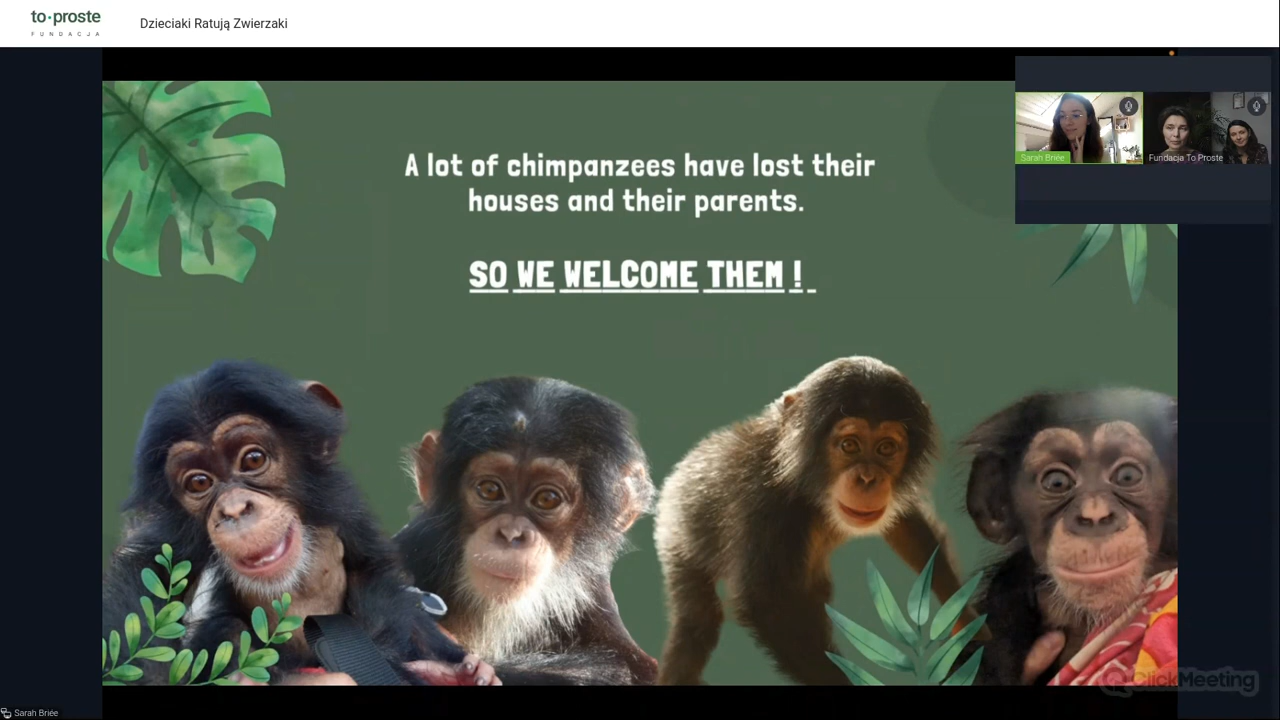 to·proste
FUNDACJA
Dzieciaki Ratują Zwierzaki
A lot of chimpanzees have lost their
houses and their parents.
SO WE WELCOME THEM !
Sarah Briée
Fundacja To Proste
ClickMeeting
Sarah Briée